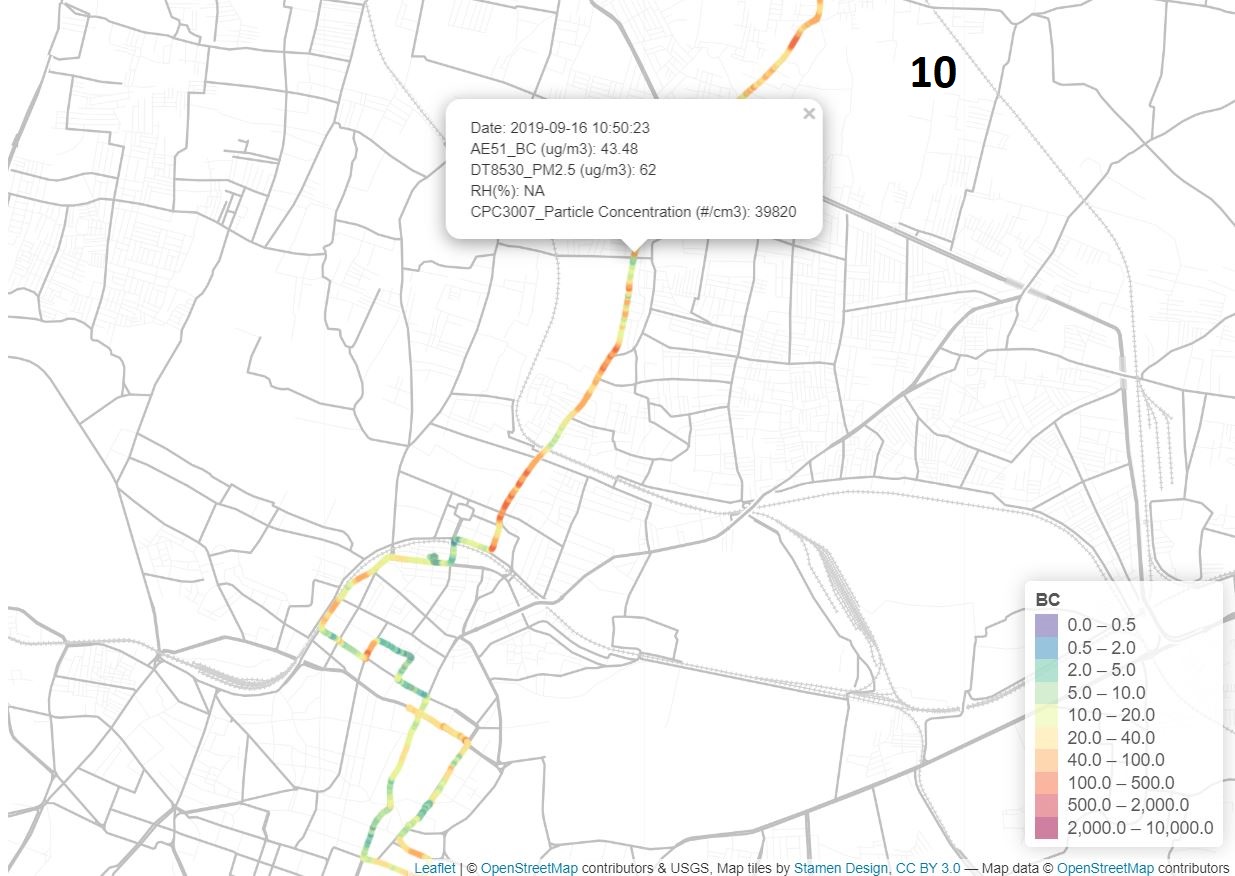 10
×
Date: 2019-09-16 10:50:23
AE51_BC (ug/m3): 43.48
DT8530_PM2.5 (ug/m3): 62
RH(%): NA
CPC3007_Particle Concentration (#/cm3): 39820
BC
0.0 – 0.5
0.5 – 2.0
2.0 – 5.0
5.0 – 10.0
10.0 – 20.0
20.0 – 40.0
40.0 – 100.0
100.0 – 500.0
500.0 – 2,000.0
2,000.0 – 10,000.0
Leaflet | © OpenStreetMap contributors & USGS, Map tiles by Stamen Design, CC BY 3.0 — Map data © OpenStreetMap contributors